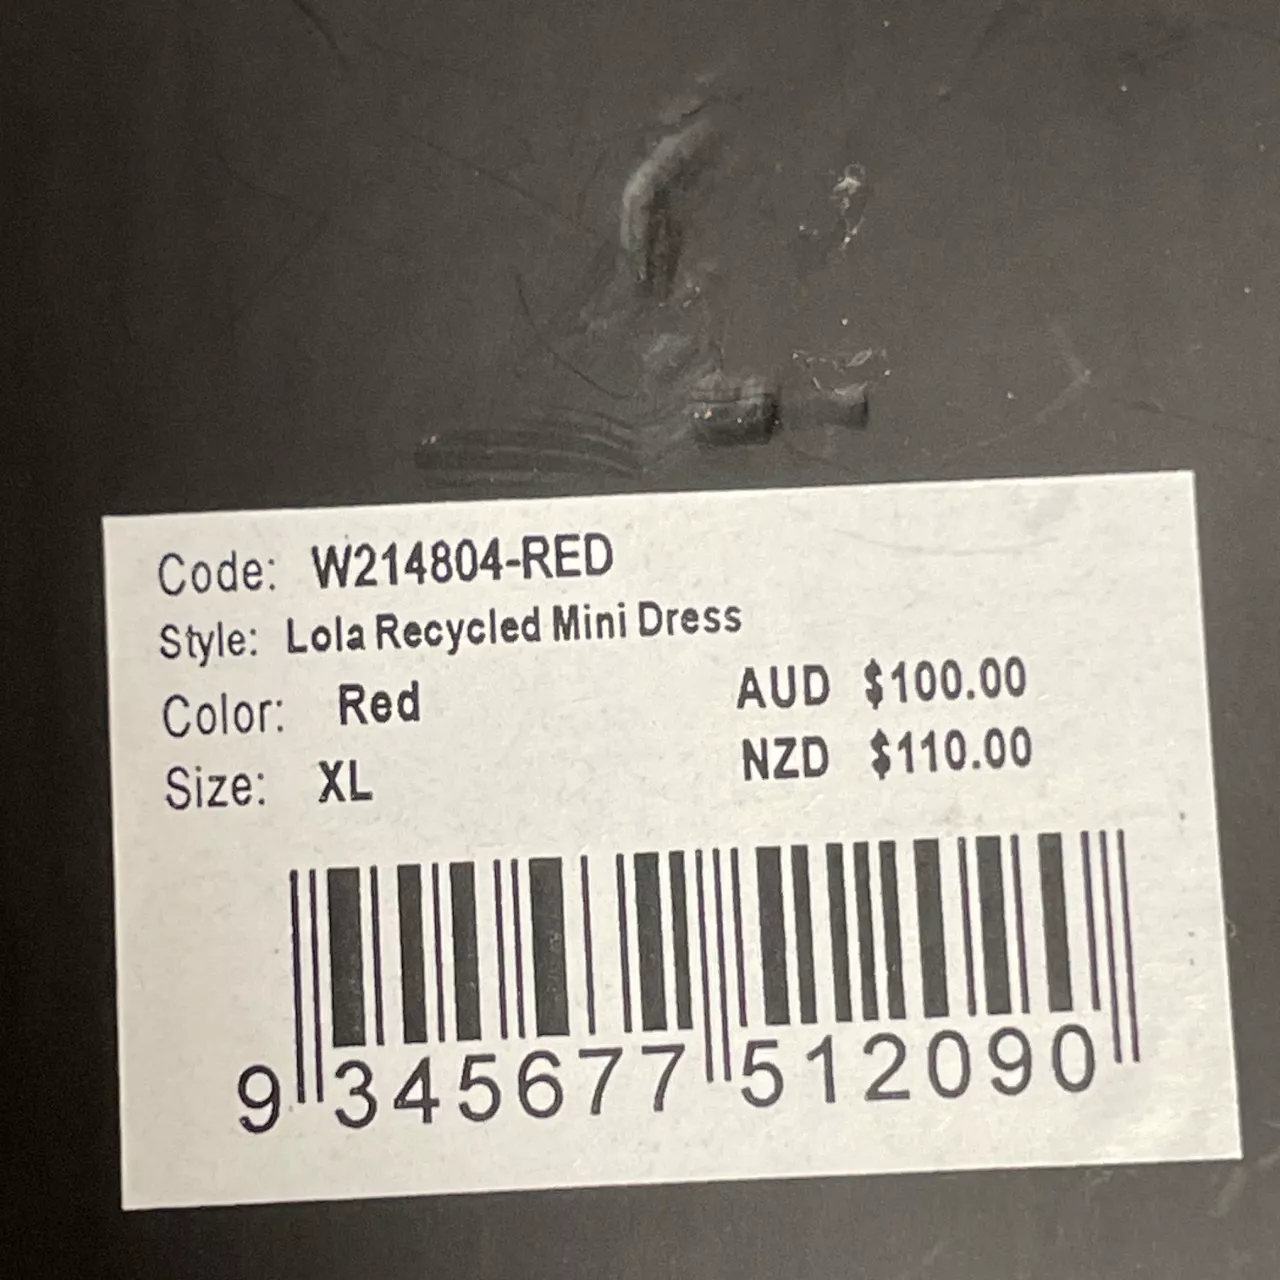 Code: W214804-RED
Style: Lola Recycled Mini Dress
Color: Red AUD $100.00
Size: XL NZD $110.00
9 345677 512090